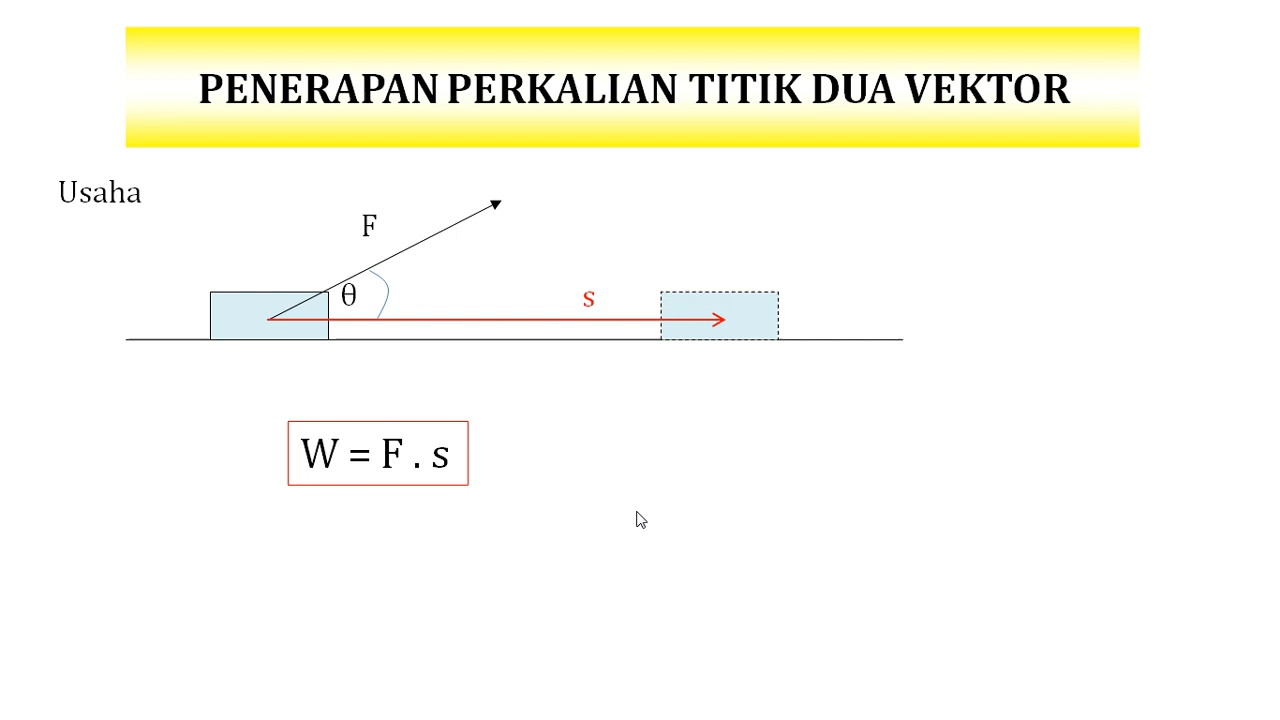 PENERAPAN PERKALIAN TITIK DUA VEKTOR
Usaha
F
θ
s
W = F . s